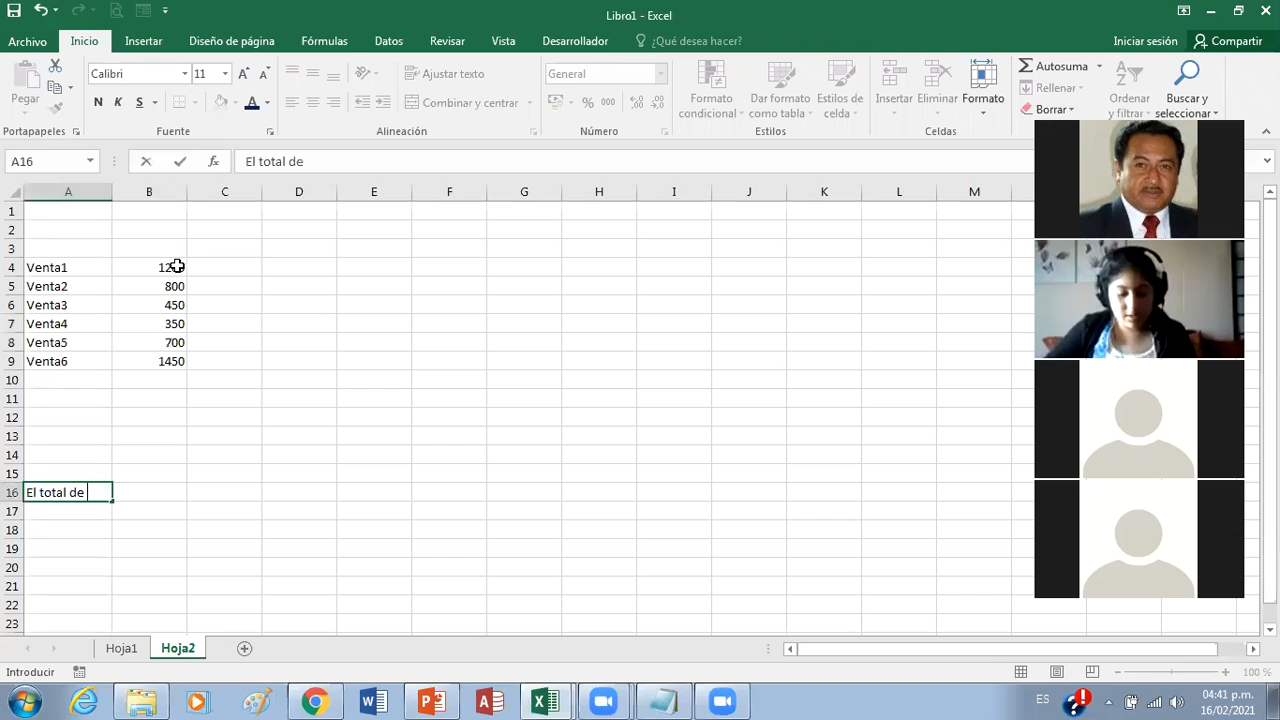 Libro1 - Excel
Archivo Inicio Insertar Diseño de página Fórmulas Datos Revisar Vista Desarrollador ¿Qué desea hacer? Iniciar sesión Compartir
Pegar
Calibri 11
N K S
A A
A
Ajustar texto
Combinar y centrar
General
% 000
Formato condicional
Dar formato como tabla
Estilos de celda
Insertar
Eliminar
Formato
Autosuma
Rellenar
Borrar
Ordenar y filtrar
Buscar y seleccionar
Portapapeles Fuente Alineación Número Estilos Celdas
A16 fx El total de
A B C D E F G H I J K L M
1
2
3
4 Venta1
5 Venta2 800
6 Venta3 450
7 Venta4 350
8 Venta5 700
9 Venta6 1450
10
11
12
13
14
15
16 El total de
17
18
19
20
21
22
23
Hoja1 Hoja2
Introducir 100 %
ES 04:41 p.m.
16/02/2021